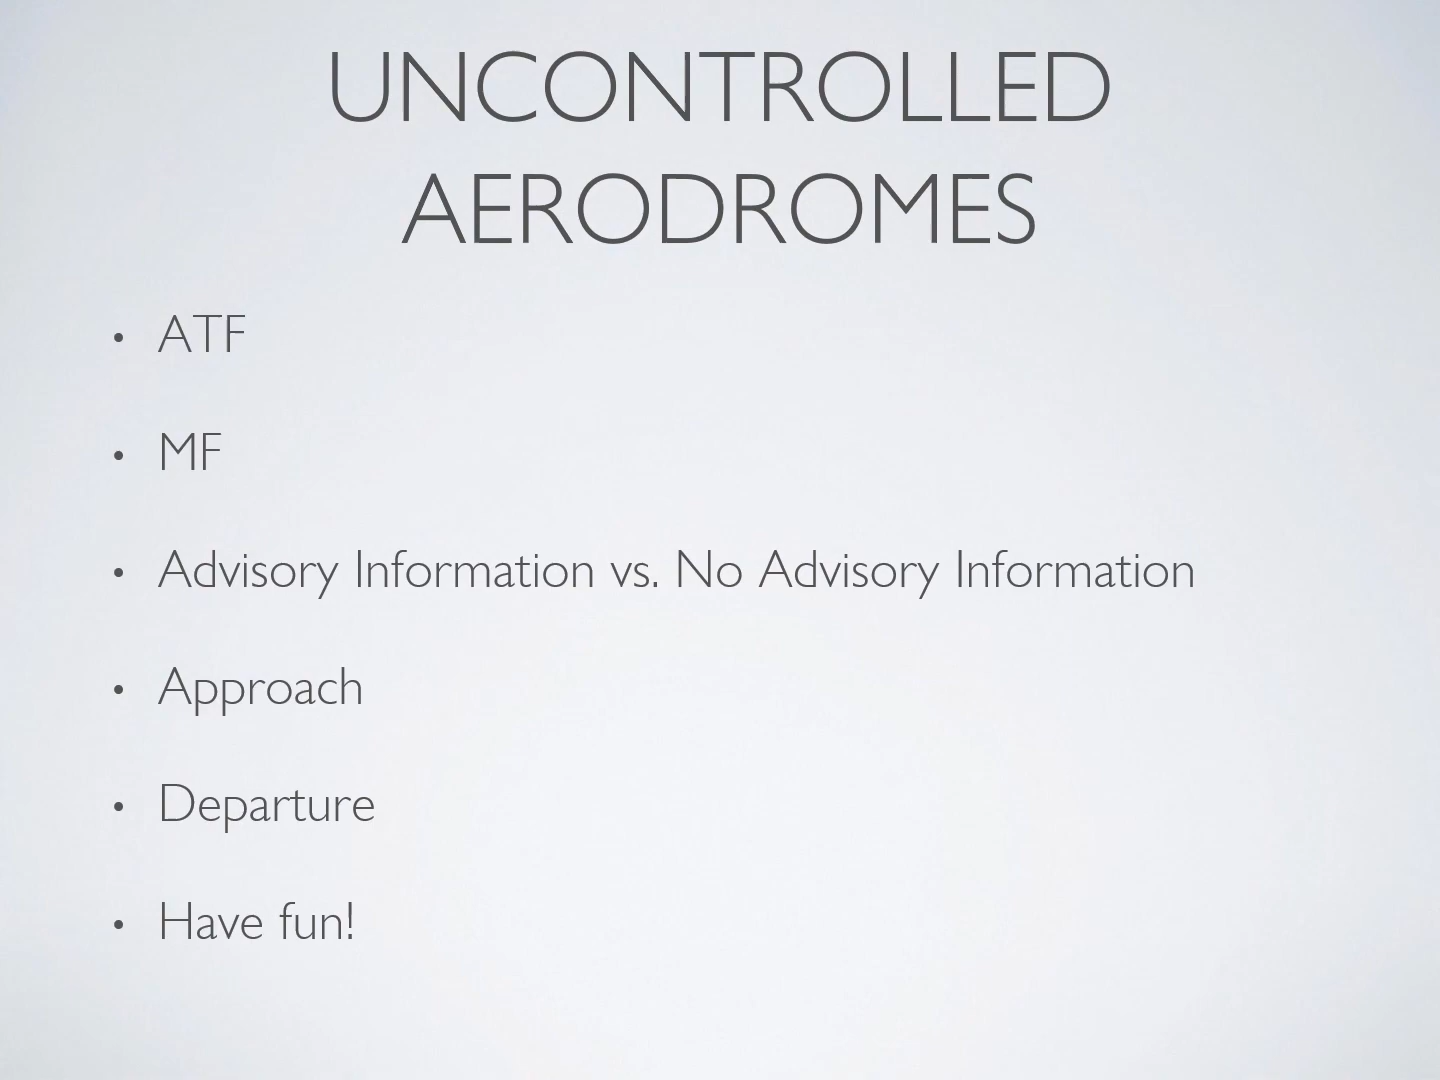 UNCONTROLLED
AERODROMES
• ATF
• MF
• Advisory Information vs. No Advisory Information
• Approach
• Departure
• Have fun!